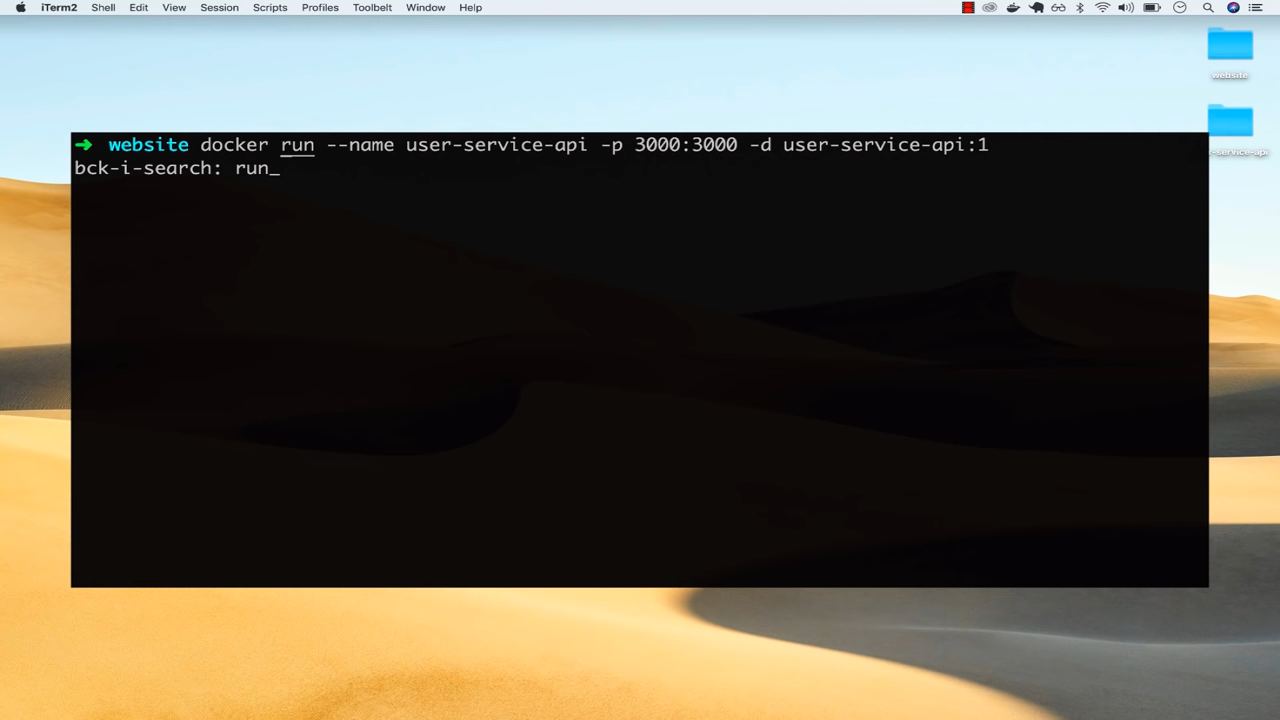 iTerm2 Shell Edit View Session Scripts Profiles Toolbelt Window Help
website
-service-api
➜ website docker run --name user-service-api -p 3000:3000 -d user-service-api:1
bck-i-search: run_